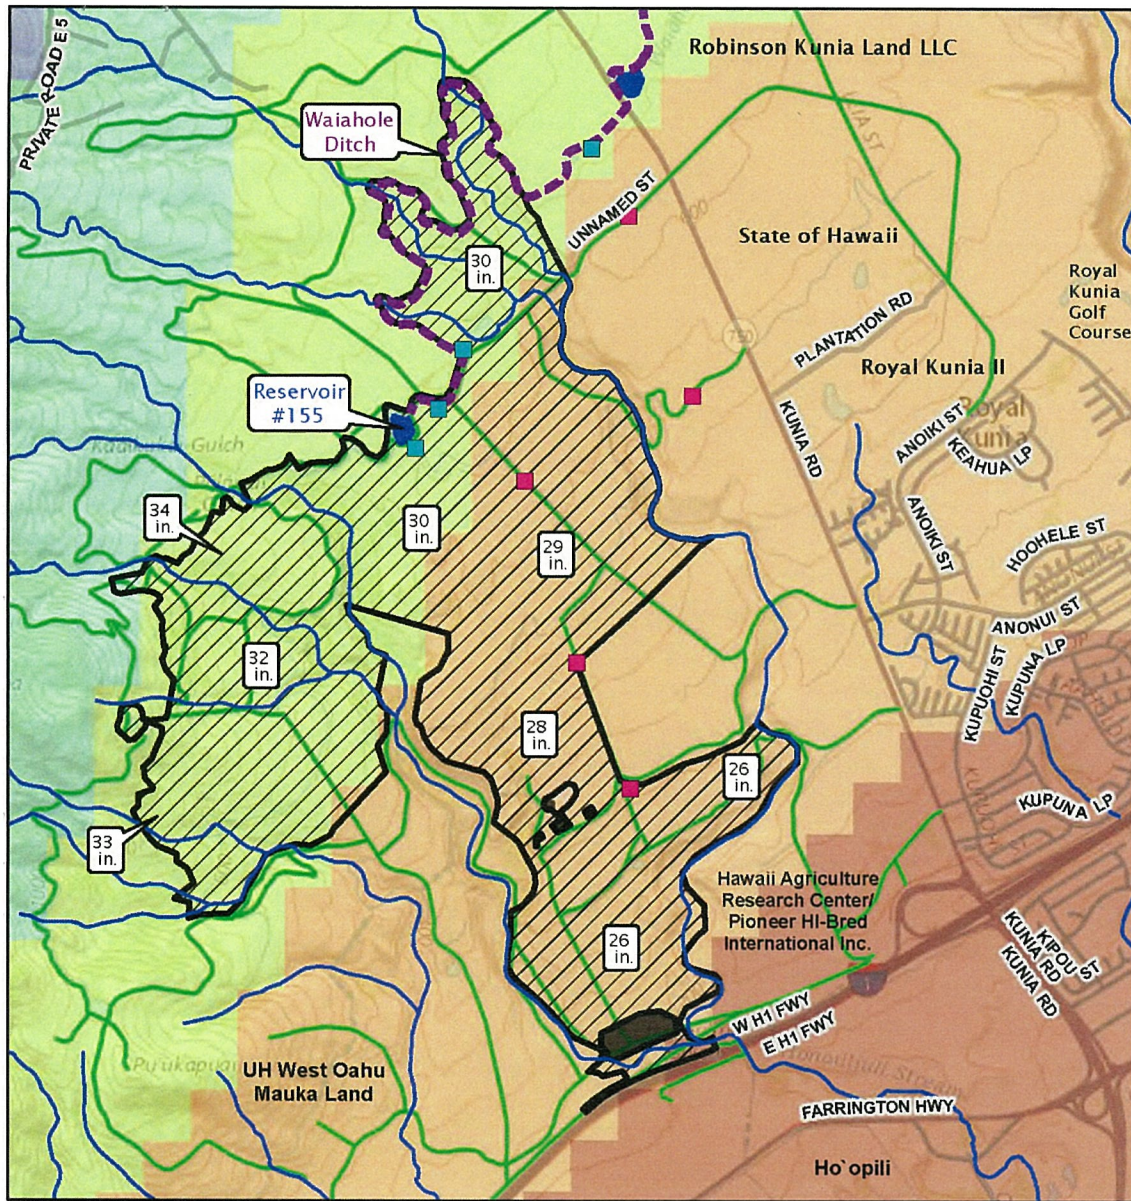 PRIVATE ROAD E5
Robinson Kunia Land LLC
Waiahole
Ditch
UNNAMED ST
State of Hawaii
30
in.
Royal
Kunia
Golf
Course
750
PLANTATION RD
Royal Kunia II
Reservoir
#155
Royal
Kunia
KUNIA RD
ANOIKI ST
KEAHUA LP
34
in.
30
in.
29
in.
ANOIKI ST
HOOHELE ST
ANONUI ST
32
in.
KUPUOHI ST
KUPUNA LP
28
in.
26
in.
KUPUNA LP
33
in.
Hawaii Agriculture
Research Center/
Pioneer HI-Bred
International Inc.
26
in.
KIPOU ST
KUNIA RD
KUNIA RD
W H1 FWY
E H1 FWY
UH West Oahu
Mauka Land
FARRINGTON HWY
Ho`opili